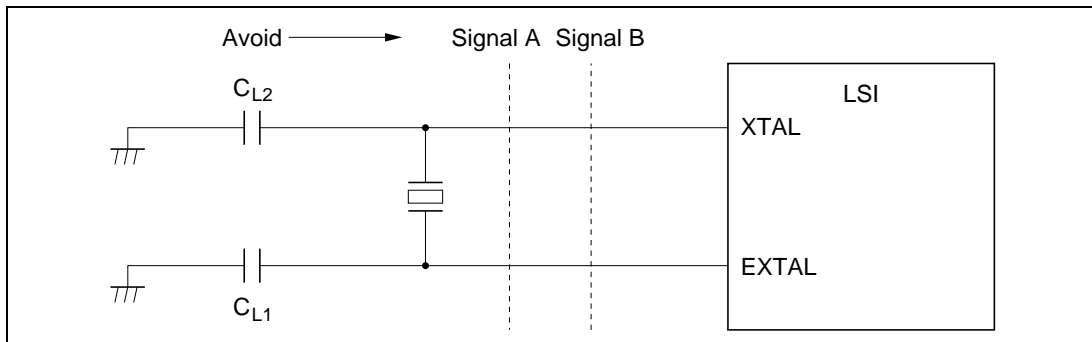 Avoid Signal A Signal B
CL2
LSI
XTAL
EXTAL
CL1